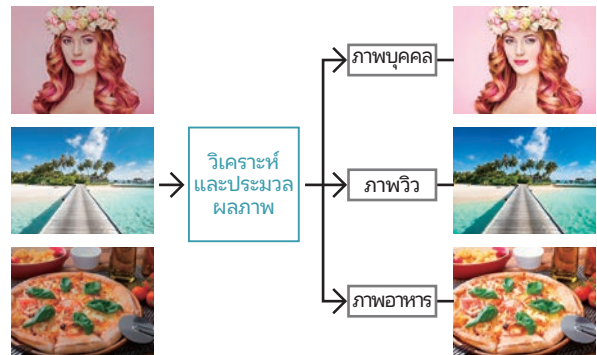 วิเคราะห์
และประมวล
ผลภาพ
ภาพบุคคล
ภาพวิว
ภาพอาหาร